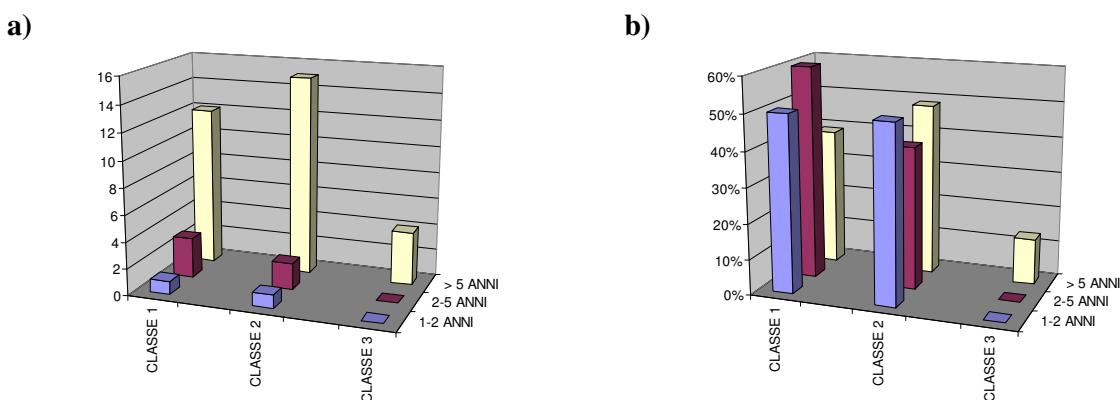 a)
16
14
12
10
8
6
4
2
0
CLASSE 1
CLASSE 2
CLASSE 3
> 5 ANNI
2-5 ANNI
1-2 ANNI
b)
60%
50%
40%
30%
20%
10%
0%
CLASSE 1
CLASSE 2
CLASSE 3
> 5 ANNI
2-5 ANNI
1-2 ANNI